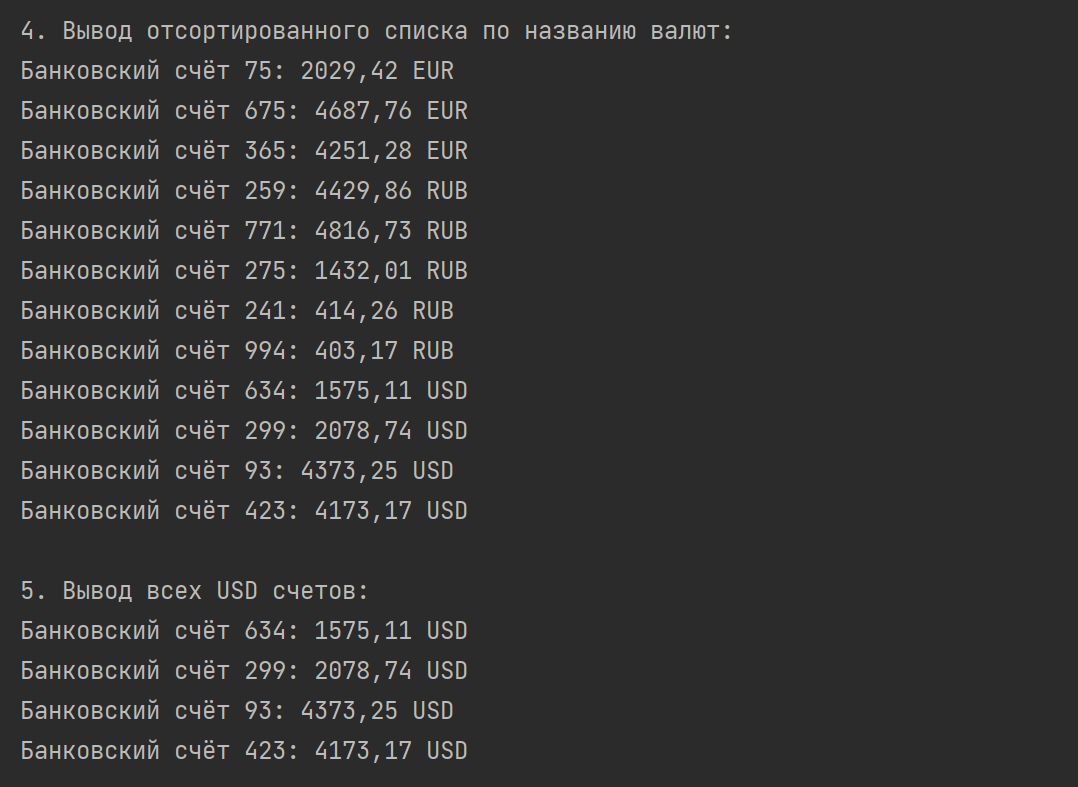 4. Вывод отсортированного списка по названию валют:
Банковский счёт 75: 2029,42 EUR
Банковский счёт 675: 4687,76 EUR
Банковский счёт 365: 4251,28 EUR
Банковский счёт 259: 4429,86 RUB
Банковский счёт 771: 4816,73 RUB
Банковский счёт 275: 1432,01 RUB
Банковский счёт 241: 414,26 RUB
Банковский счёт 994: 403,17 RUB
Банковский счёт 634: 1575,11 USD
Банковский счёт 299: 2078,74 USD
Банковский счёт 93: 4373,25 USD
Банковский счёт 423: 4173,17 USD
5. Вывод всех USD счетов:
Банковский счёт 634: 1575,11 USD
Банковский счёт 299: 2078,74 USD
Банковский счёт 93: 4373,25 USD
Банковский счёт 423: 4173,17 USD